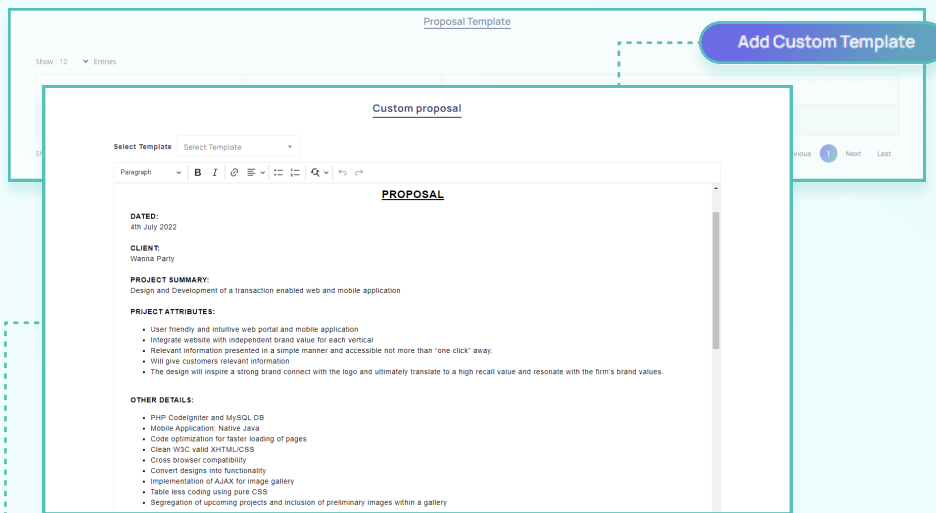 Proposal Template
Add Custom Template
Show 10 Entries
Custom proposal
Select Template Select Template
1 Next Last
Paragraph B I
PROPOSAL
DATED:
4th July 2022
CLIENT:
Wanna Party
PROJECT SUMMARY:
Design and Development of a transaction enabled web and mobile application
PRIJECT ATTRIBUTES:
• User friendly and intuitive web portal and mobile application
• Integrate website with independent brand value for each vertical
• Relevant information presented in a simple manner and accessible not more than "one click" away.
• Will give customers relevant information
• The design will inspire a strong brand connect with the logo and ultimately translate to a high recall value and resonate with the firm's brand values.
OTHER DETAILS:
• PHP CodeIgniter and MySQL DB
• Mobile Application: Native Java
• Code optimization for faster loading of pages
• Clean W3C valid XHTML/CSS
• Cross browser compatibility
• Convert designs into functionality
• Implementation of AJAX for image gallery
• Table less coding using pure CSS
• Segregation of upcoming projects and inclusion of preliminary images within a gallery